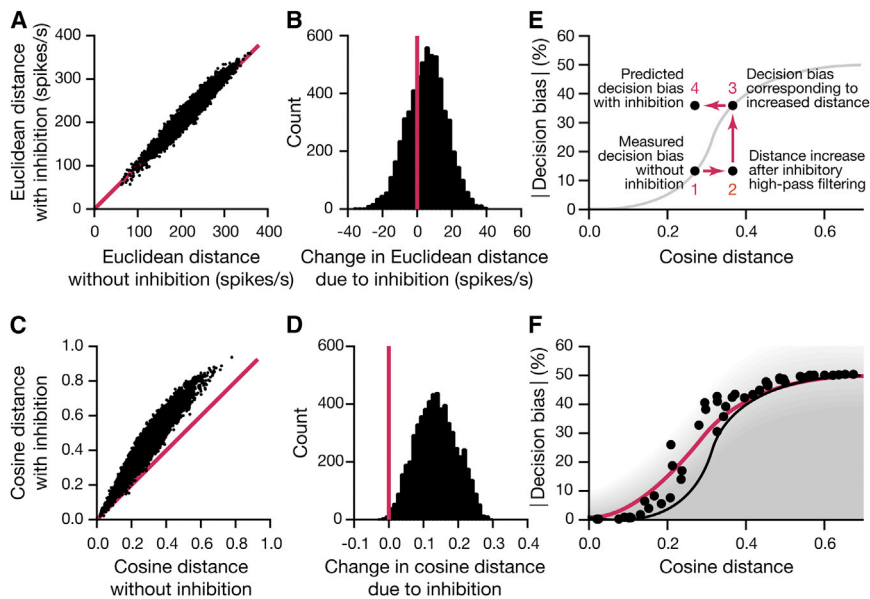 A
Euclidean distance
with inhibition (spikes/s)
400
300
200
100
0
0 100 200 300 400
Euclidean distance
without inhibition (spikes/s)
B
Count
600
400
200
0
-40 -20 0 20 40 60
Change in Euclidean distance
due to inhibition (spikes/s)
E
|Decision bias| (%)
60
50
40
30
20
10
0
Predicted
decision bias
with inhibition
4 3
Decision bias
corresponding to
increased distance
Measured
decision bias
without
inhibition
1 2
Distance increase
after inhibitory
high-pass filtering
0.0 0.2 0.4 0.6
Cosine distance
C
Cosine distance
with inhibition
1.0
0.8
0.6
0.4
0.2
0.0
0.0 0.2 0.4 0.6 0.8 1.0
Cosine distance
without inhibition
D
Count
600
400
200
0
-0.1 0.0 0.1 0.2 0.3 0.4
Change in cosine distance
due to inhibition
F
|Decision bias| (%)
60
50
40
30
20
10
0
0.0 0.2 0.4 0.6
Cosine distance